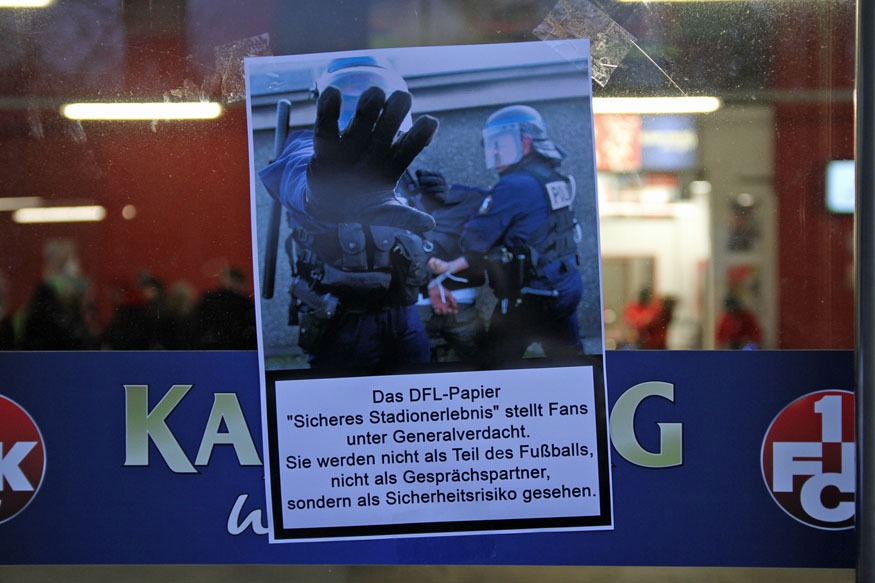 POLI
Das DFL-Papier
"Sicheres Stadionerlebnis" stellt Fans
unter Generalverdacht.
Sie werden nicht als Teil des Fußballs,
nicht als Gesprächspartner,
sondern als Sicherheitsrisiko gesehen.
KA G
w
K
1
FC